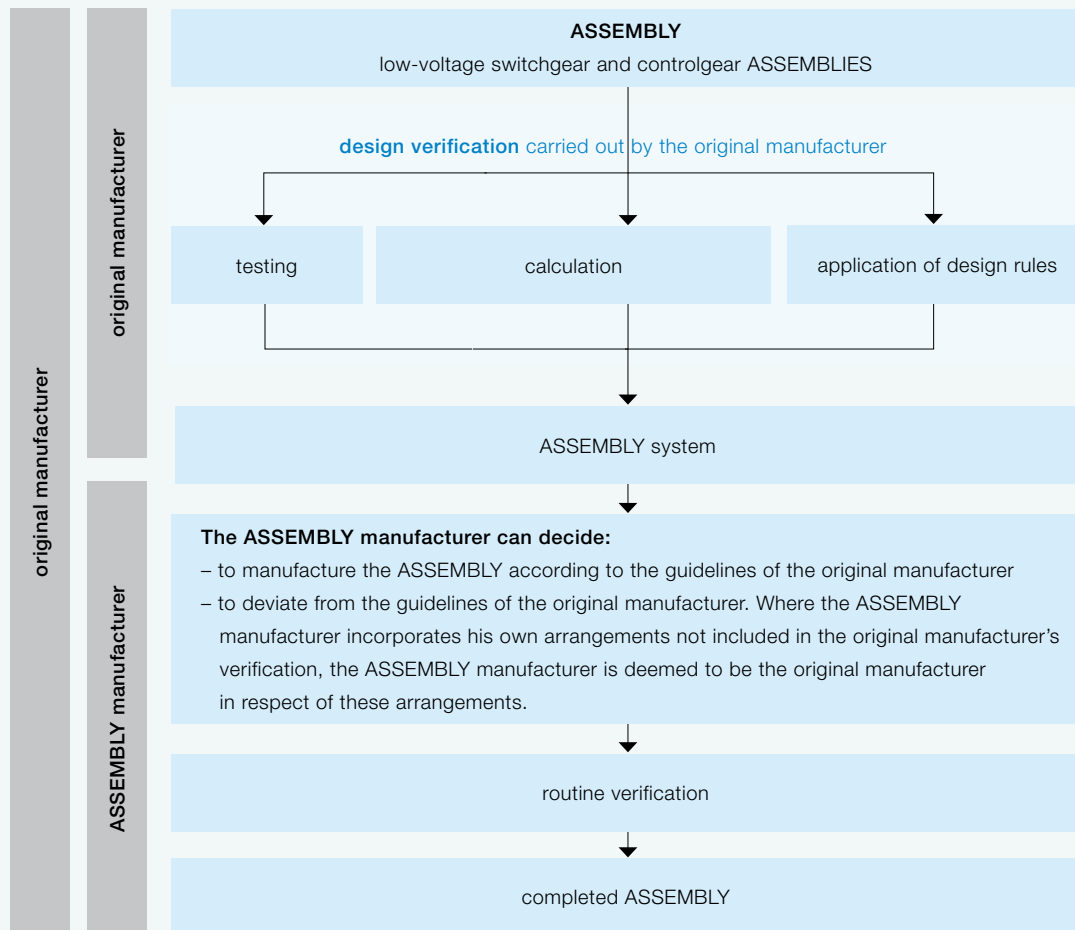 original manufacturer
original manufacturer
ASSEMBLY manufacturer
ASSEMBLY
low-voltage switchgear and controlgear ASSEMBLIES
design verification carried out by the original manufacturer
testing
calculation
application of design rules
ASSEMBLY system
The ASSEMBLY manufacturer can decide:
– to manufacture the ASSEMBLY according to the guidelines of the original manufacturer
– to deviate from the guidelines of the original manufacturer. Where the ASSEMBLY
manufacturer incorporates his own arrangements not included in the original manufacturer's
verification, the ASSEMBLY manufacturer is deemed to be the original manufacturer
in respect of these arrangements.
routine verification
completed ASSEMBLY